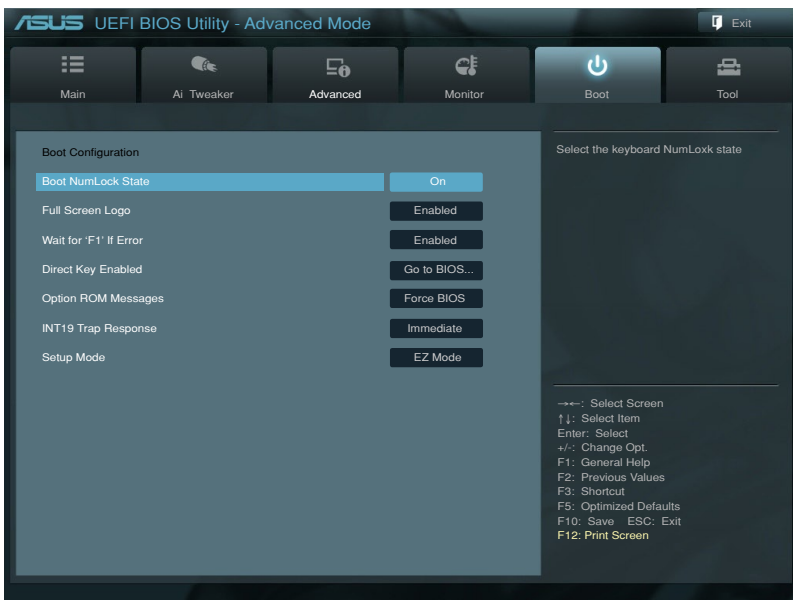 ASUS UEFI BIOS Utility - Advanced Mode
Exit
Main
Ai Tweaker
Advanced
Monitor
Boot
Tool
Boot Configuration
Boot NumLock State On
Full Screen Logo Enabled
Wait for ‘F1’ If Error Enabled
Direct Key Enabled Go to BIOS...
Option ROM Messages Force BIOS
INT19 Trap Response Immediate
Setup Mode EZ Mode
Select the keyboard NumLoxk state
→←: Select Screen
↑↓: Select Item
Enter: Select
+/-: Change Opt.
F1: General Help
F2: Previous Values
F3: Shortcut
F5: Optimized Defaults
F10: Save ESC: Exit
F12: Print Screen